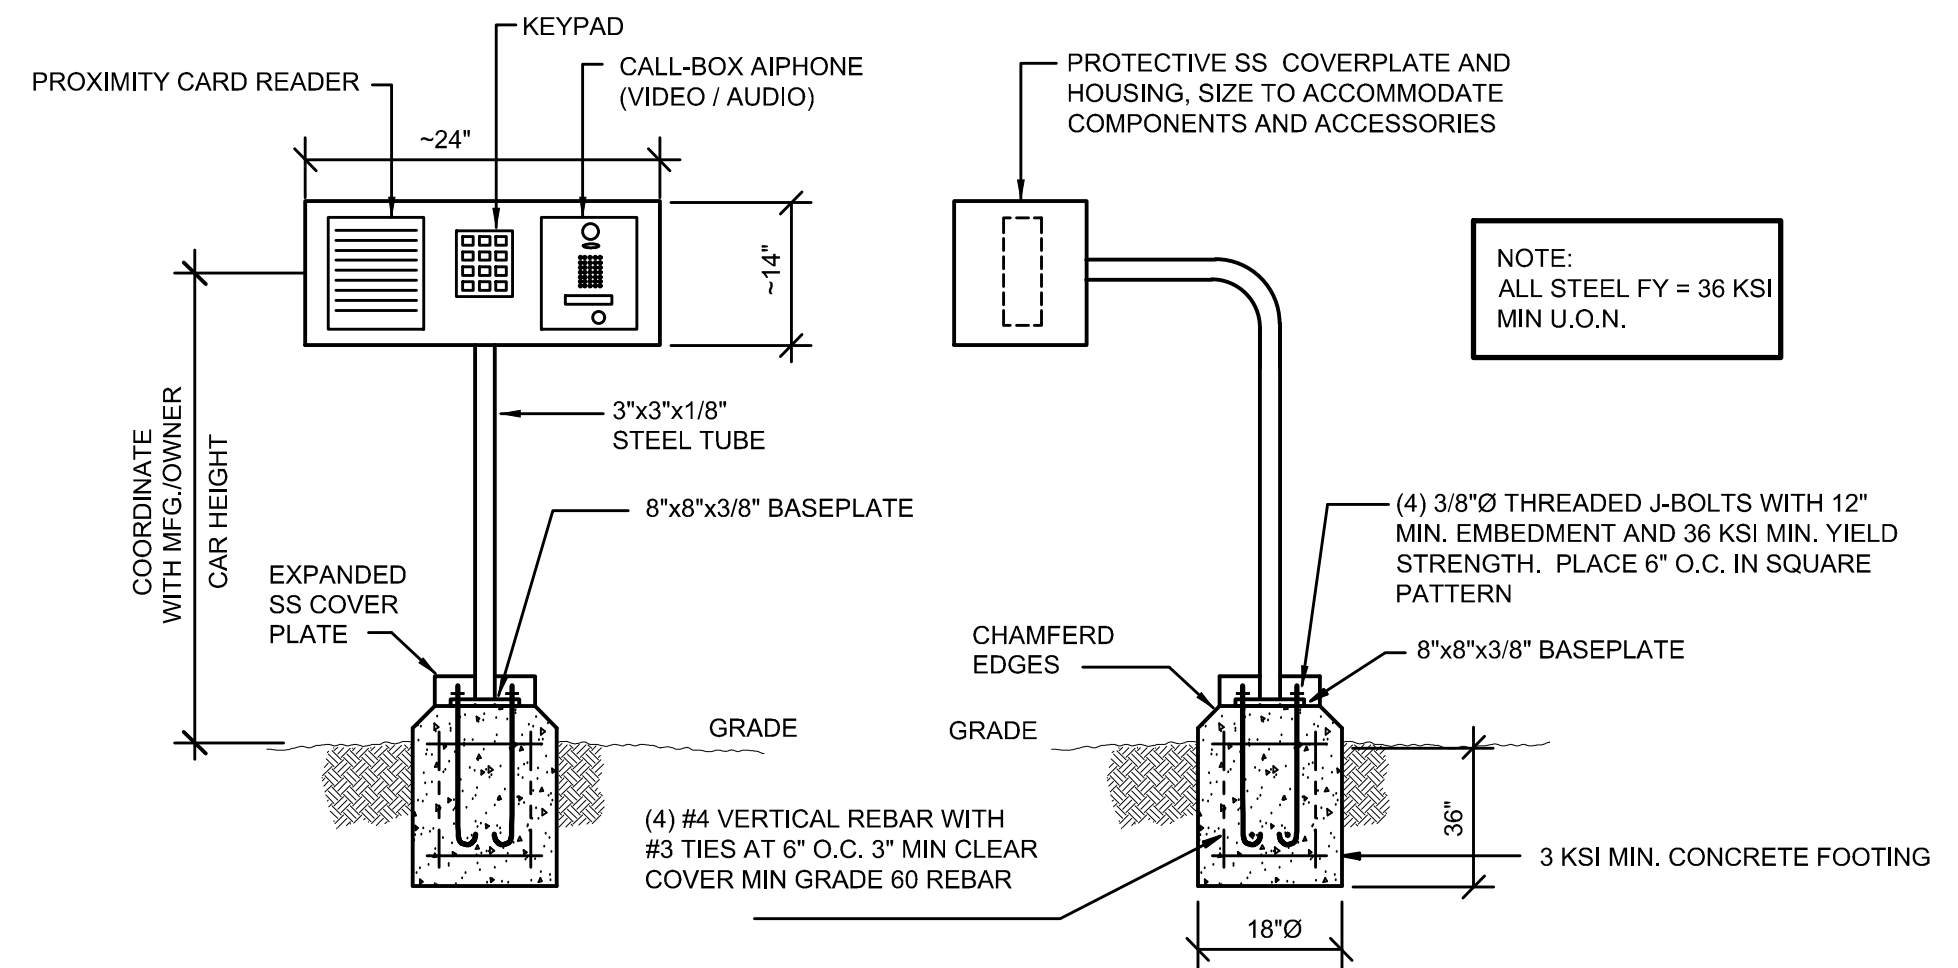 KEYPAD
PROXIMITY CARD READER
CALL-BOX AIPHONE
(VIDEO / AUDIO)
~24"
~14"
PROTECTIVE SS COVERPLATE AND
HOUSING, SIZE TO ACCOMMODATE
COMPONENTS AND ACCESSORIES
NOTE:
ALL STEEL FY = 36 KSI
MIN U.O.N.
COORDINATE
WITH MFG./OWNER
CAR HEIGHT
3"x3"x1/8"
STEEL TUBE
8"x8"x3/8" BASEPLATE
EXPANDED
SS COVER
PLATE
GRADE
(4) #4 VERTICAL REBAR WITH
#3 TIES AT 6" O.C. 3" MIN CLEAR
COVER MIN GRADE 60 REBAR
(4) 3/8"Ø THREADED J-BOLTS WITH 12"
MIN. EMBEDMENT AND 36 KSI MIN. YIELD
STRENGTH. PLACE 6" O.C. IN SQUARE
PATTERN
CHAMFERD
EDGES
8"x8"x3/8" BASEPLATE
GRADE
36"
3 KSI MIN. CONCRETE FOOTING
18"Ø